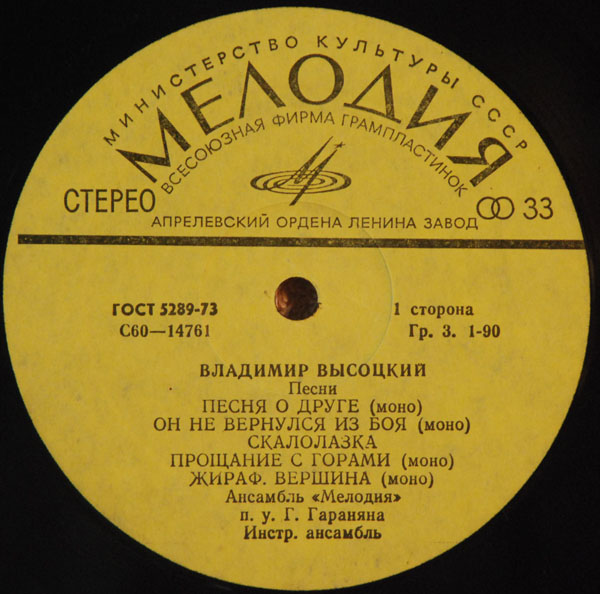 МИНИСТЕРСТВО КУЛЬТУРЫ СССР
МЕЛОДИЯ
ВСЕСОЮЗНАЯ ФИРМА ГРАМПЛАСТИНОК
СТЕРЕО
33
АПРЕЛЕВСКИЙ ОРДЕНА ЛЕНИНА ЗАВОД
ГОСТ 5289-73
1 сторона
С60—14761
Гр. 3. 1-90
ВЛАДИМИР ВЫСОЦКИЙ
Песни
ПЕСНЯ О ДРУГЕ (моно)
ОН НЕ ВЕРНУЛСЯ ИЗ БОЯ (моно)
СКАЛОЛАЗКА
ПРОЩАНИЕ С ГОРАМИ (моно)
ЖИРАФ. ВЕРШИНА (моно)
Ансамбль «Мелодия»
п. у. Г. Гараняна
Инстр. ансамбль